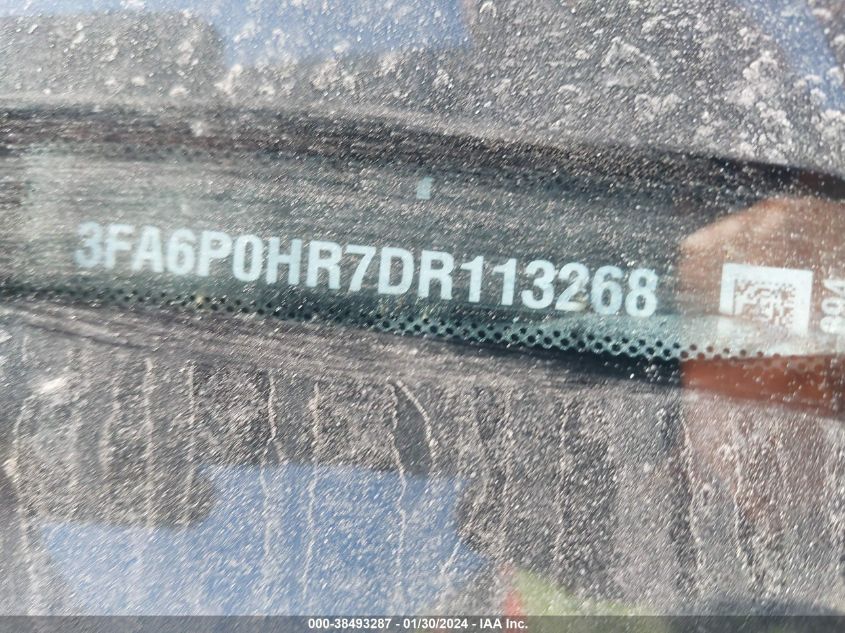 3FA6P0HR7DR113268
000-38493287 - 01/30/2024 - IAA Inc.